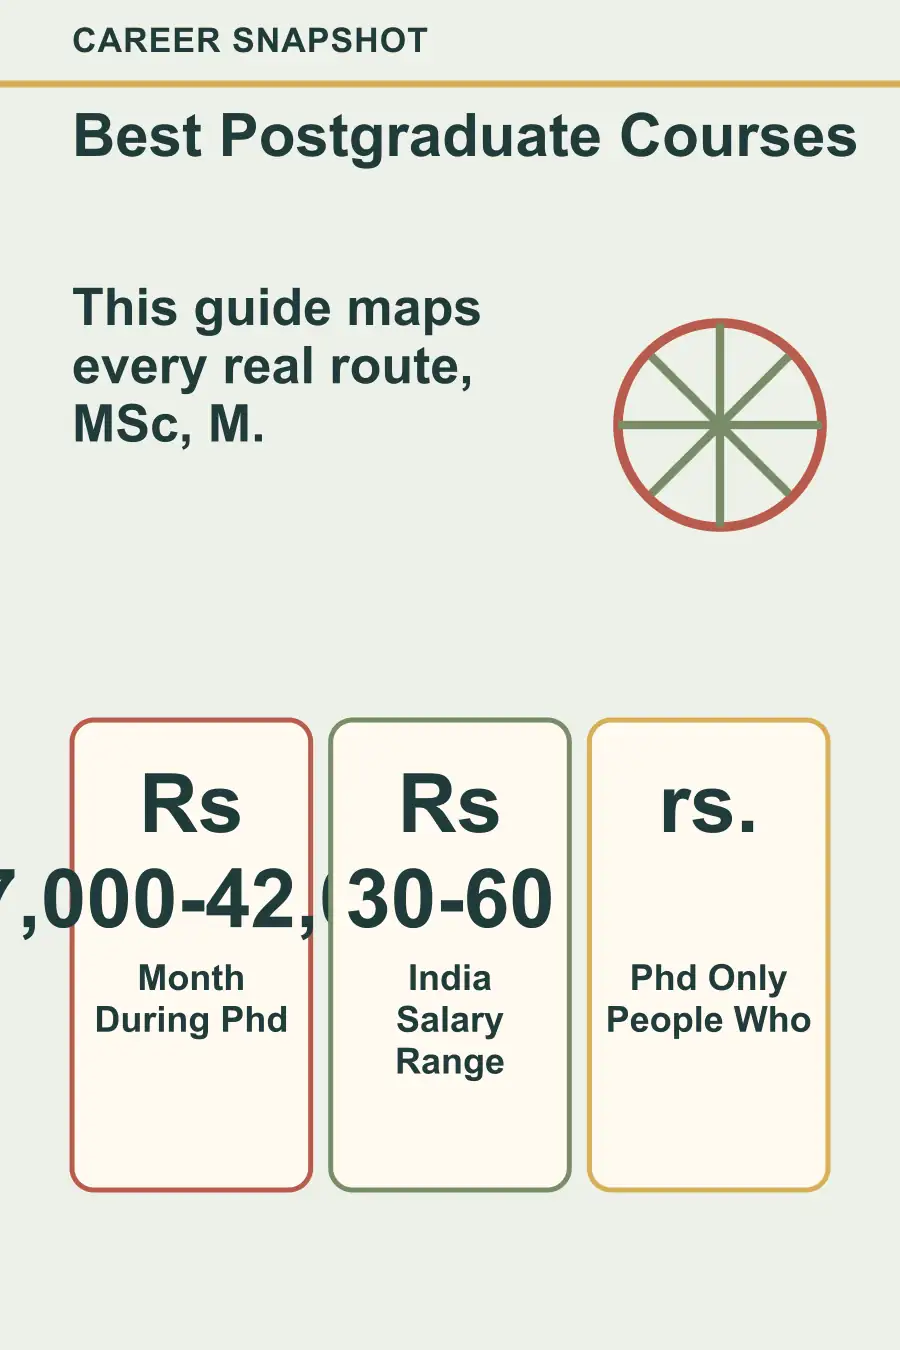 CAREER SNAPSHOT
Best Postgraduate Courses
This guide maps
every real route,
MSc, M.
Rs
7,000-42,
Month
During Phd
Rs
30-60
India
Salary
Range
rs.
Phd Only
People Who